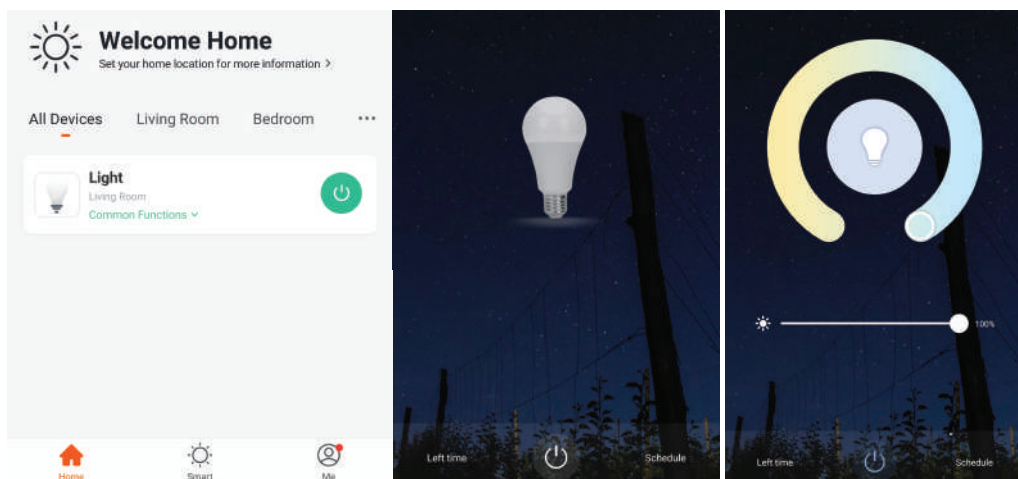 Welcome Home
Set your home location for more information >
All Devices Living Room Bedroom ...
Light
Living Room
Common Functions
Home Smart Me
Left time Schedule
100%
Left time Schedule